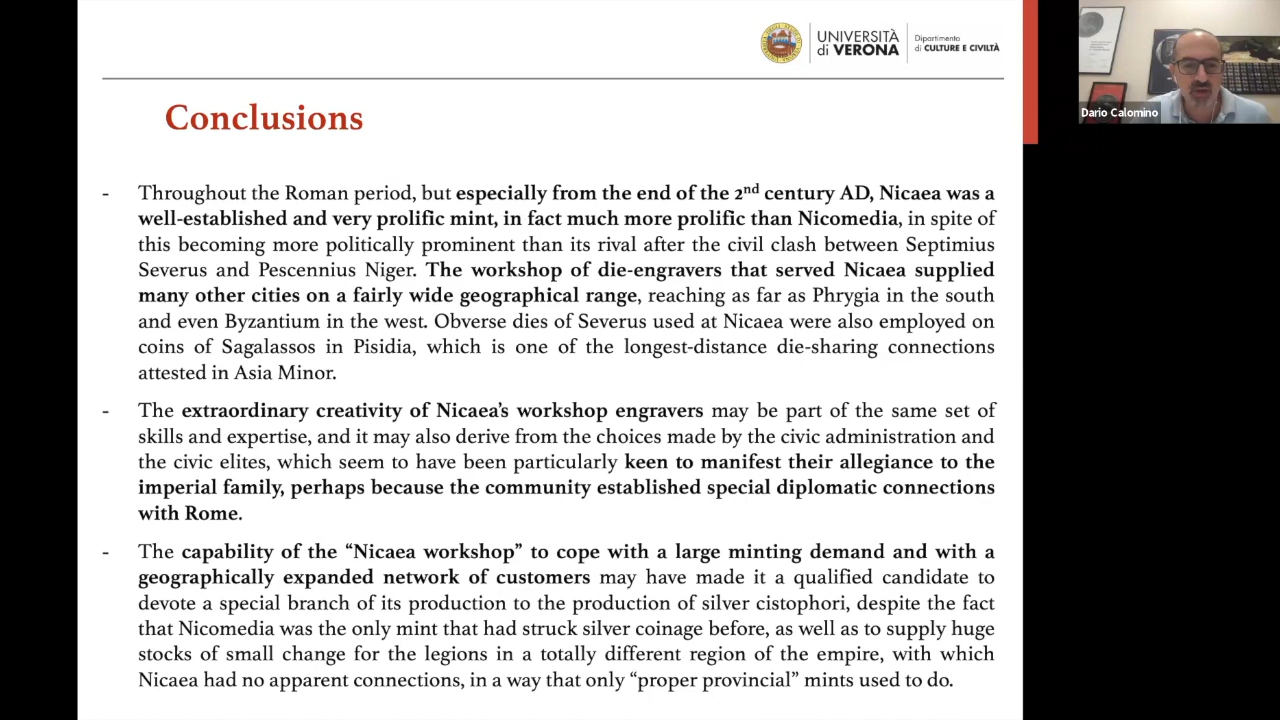 UNIVERSITÀ
di VERONA
Dipartimento
di CULTURE E CIVILTÀ
Dario Calomino
Conclusions
- Throughout the Roman period, but especially from the end of the 2nd century AD, Nicaea was a
well-established and very prolific mint, in fact much more prolific than Nicomedia, in spite of
this becoming more politically prominent than its rival after the civil clash between Septimius
Severus and Pescennius Niger. The workshop of die-engravers that served Nicaea supplied
many other cities on a fairly wide geographical range, reaching as far as Phrygia in the south
and even Byzantium in the west. Obverse dies of Severus used at Nicaea were also employed on
coins of Sagalassos in Pisidia, which is one of the longest-distance die-sharing connections
attested in Asia Minor.
- The extraordinary creativity of Nicaea’s workshop engravers may be part of the same set of
skills and expertise, and it may also derive from the choices made by the civic administration and
the civic elites, which seem to have been particularly keen to manifest their allegiance to the
imperial family, perhaps because the community established special diplomatic connections
with Rome.
- The capability of the “Nicaea workshop” to cope with a large minting demand and with a
geographically expanded network of customers may have made it a qualified candidate to
devote a special branch of its production to the production of silver cistophori, despite the fact
that Nicomedia was the only mint that had struck silver coinage before, as well as to supply huge
stocks of small change for the legions in a totally different region of the empire, with which
Nicaea had no apparent connections, in a way that only “proper provincial” mints used to do.